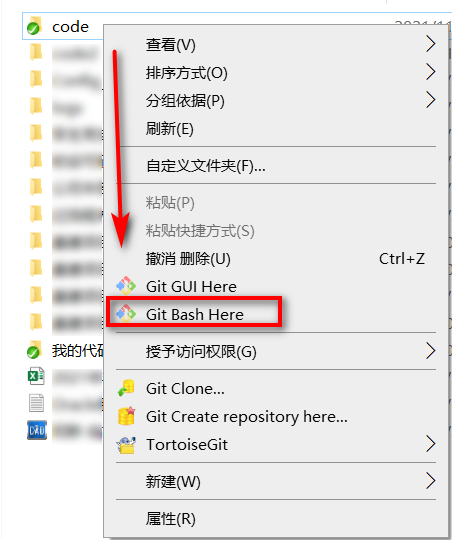 code
2021/11
查看(V)
排序方式(O)
分组依据(P)
刷新(E)
自定义文件夹(F)...
粘贴(P)
粘贴快捷方式(S)
撤消 删除(U) Ctrl+Z
Git GUI Here
Git Bash Here
我的代码
授予访问权限(G)
Git Clone...
Git Create repository here...
TortoiseGit
新建(W)
属性(R)